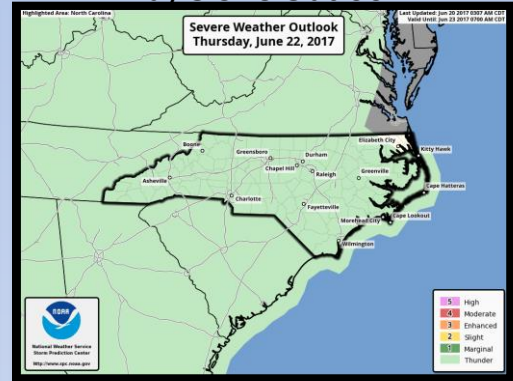 Highlighted Area: North Carolina
Last Updated: Jun 20 2017 0307 AM CDT
Valid Until: Jun 23 2017 0700 AM CDT
Severe Weather Outlook
Thursday, June 22, 2017
Boone
Greensboro
Durham
Elizabeth City
Kitty Hawk
Chapel Hill
Raleigh
Greenville
Asheville
Cape Hatteras
Charlotte
Fayetteville
Morehead City
Cape Lookout
Wilmington
NOAA
National Weather Service
Storm Prediction Center
http://www.spc.noaa.gov
5 High
4 Moderate
3 Enhanced
2 Slight
1 Marginal
Thunder